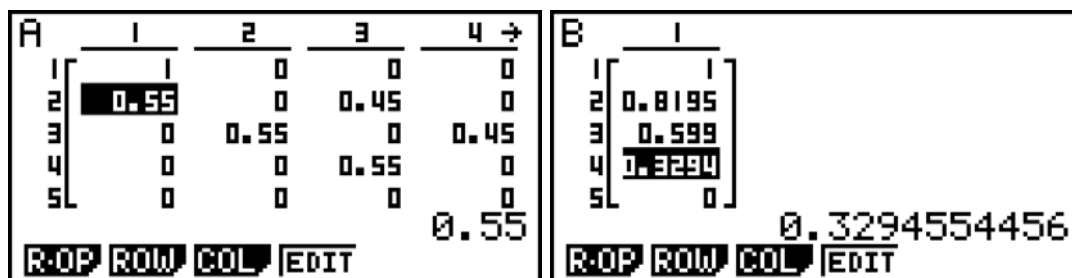 A 1 2 3 4 →
1 1 0 0 0
2 0.55 0 0.45 0
3 0 0.55 0 0.45
4 0 0 0.55 0
5 0 0 0 0
0.55
R·OP ROW COL EDIT
B 1
1 1
2 0.8195
3 0.599
4 0.3294
5 0
0.3294554456
R·OP ROW COL EDIT